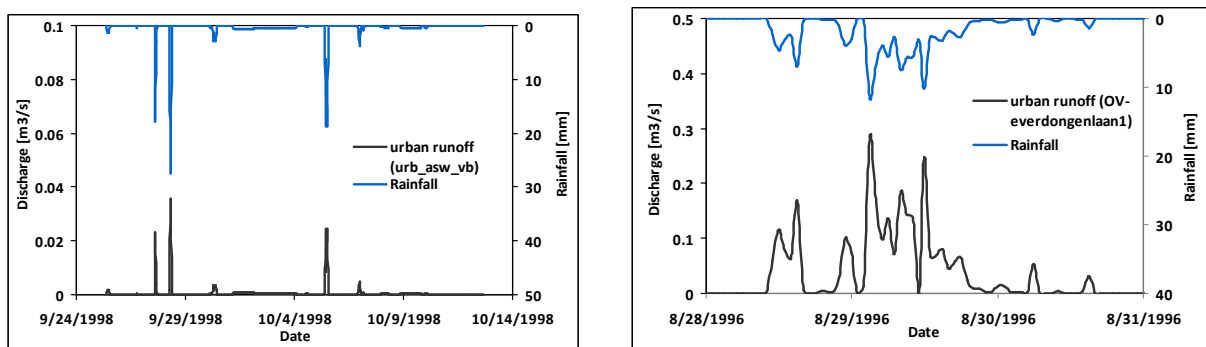 0.1
0.08
0.06
0.04
0.02
0
Discharge [m3/s]
0
10
20
30
40
50
Rainfall [mm]
urban runoff
(urb_asw_vb)
Rainfall
9/24/1998 9/29/1998 10/4/1998 10/9/1998 10/14/1998
Date
0.5
0.4
0.3
0.2
0.1
0
Discharge [m3/s]
0
10
20
30
40
Rainfall [mm]
urban runoff (OV-
everdongenlaan1)
Rainfall
8/28/1996 8/29/1996 8/30/1996 8/31/1996
Date